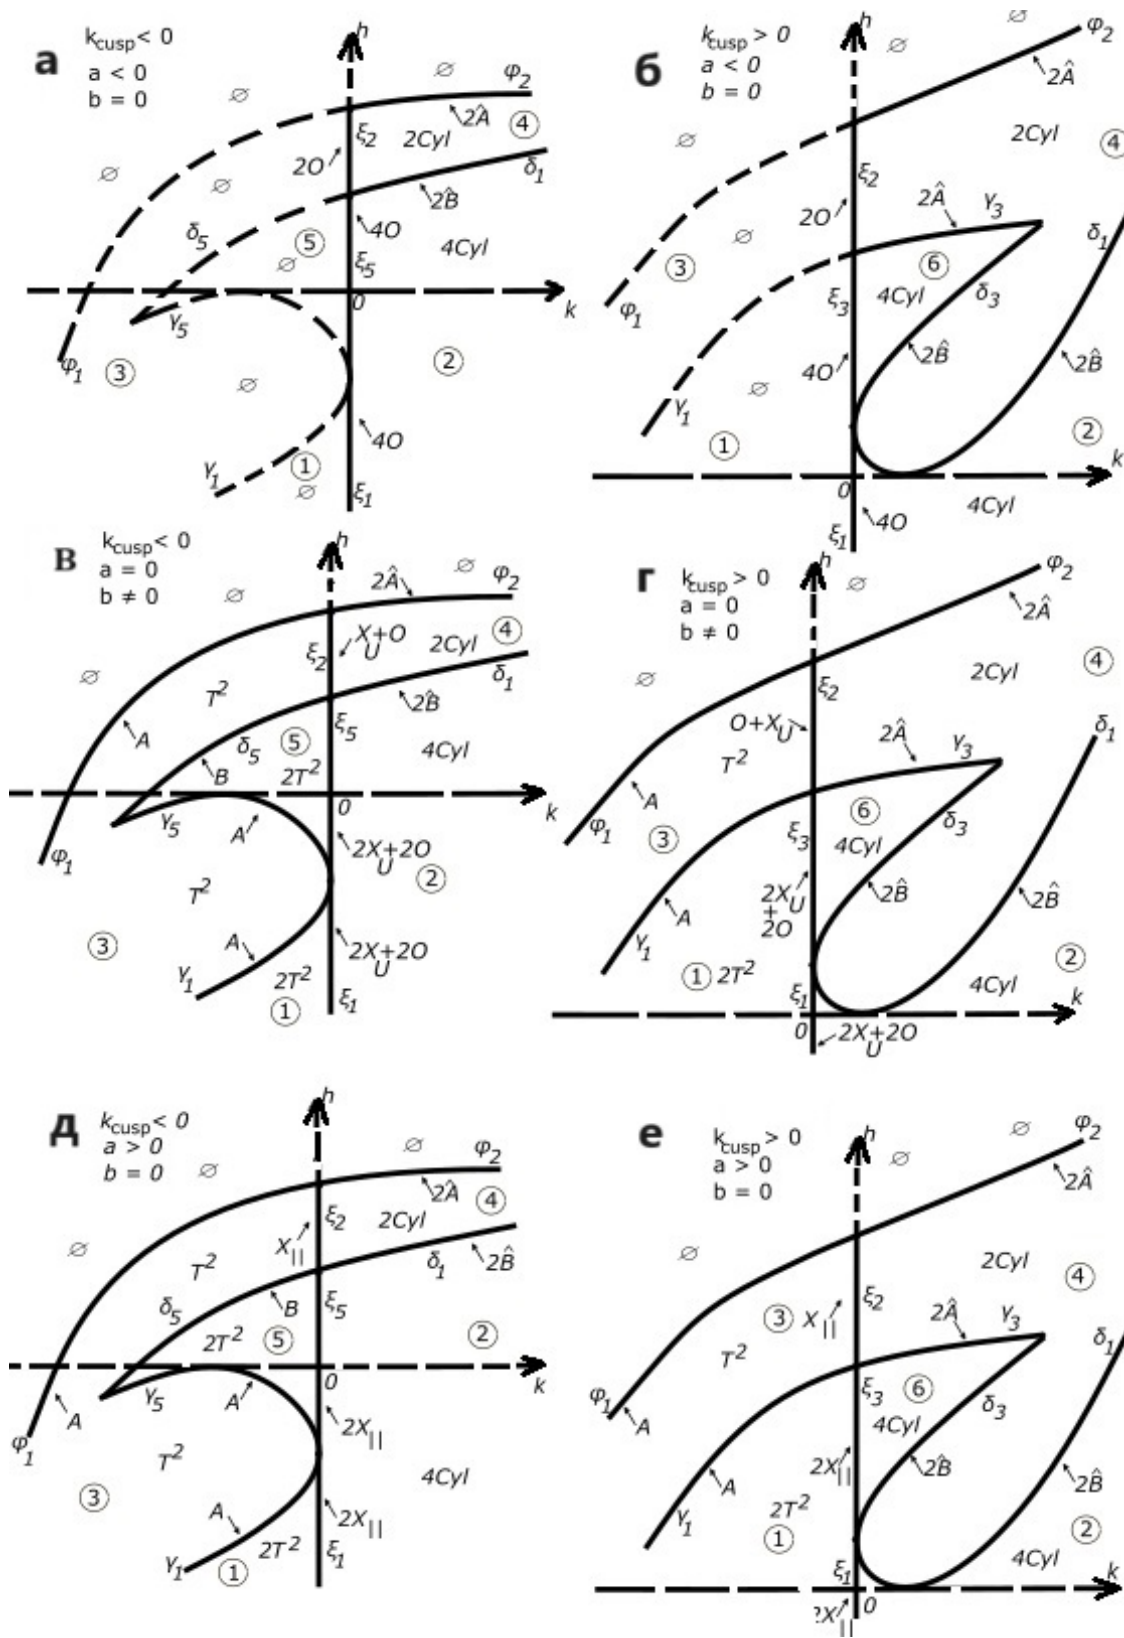 а
k_cusp < 0
a < 0
b = 0
h
∅
φ₂
∅
2Â
ξ₂
2Cyl
④
2O
∅
∅
δ₁
2B̂
δ₅
4O
⑤
4Cyl
∅
ξ₅
0
k
γ₅
φ₁
③
②
∅
4O
γ₁
①
∅
ξ₁
б
k_cusp > 0
a < 0
b = 0
h
∅
φ₂
∅
2Â
2Cyl
∅
④
ξ₂
2Â
γ₃
2O
δ₁
∅
③
⑥
φ₁
ξ₃
4Cyl
δ₃
2B̂
2B̂
4O
∅
γ₁
①
②
k
0
4O
4Cyl
ξ₁
в
k_cusp < 0
a = 0
b ≠ 0
h
∅
2Â
φ₂
∅
X+O
U
ξ₂
2Cyl
④
∅
T²
δ₁
2B̂
A
ξ₅
δ₅
⑤
4Cyl
B
2T²
0
k
γ₅
A
2X+2O
U
φ₁
②
T²
③
A
2X+2O
U
γ₁
2T²
ξ₁
①
г
k_cusp > 0
a = 0
b ≠ 0
h
∅
φ₂
2Â
④
2Cyl
∅
ξ₂
δ₁
O+X_U
2Â
γ₃
T²
A
φ₁
③
⑥
ξ₃
4Cyl
δ₃
2X_U
+
2O
2B̂
2B̂
A
γ₁
②
①
2T²
ξ₁
4Cyl
k
0
2X+2O
U
д
k_cusp < 0
a > 0
b = 0
h
∅
φ₂
∅
2Â
④
ξ₂
2Cyl
X_||
∅
T²
δ₁
2B̂
δ₅
B
ξ₅
2T²
⑤
②
0
k
A
γ₅
A
2X_||
φ₁
T²
4Cyl
③
A
2X_||
γ₁
2T²
ξ₁
①
е
k_cusp > 0
a > 0
b = 0
h
∅
φ₂
∅
2Â
∅
2Cyl
④
ξ₂
③
X_||
2Â
γ₃
T²
δ₁
φ₁
A
ξ₃
⑥
4Cyl
δ₃
2X_||
2B̂
2B̂
A
γ₁
2T²
①
②
ξ₁
4Cyl
k
0
2X_||